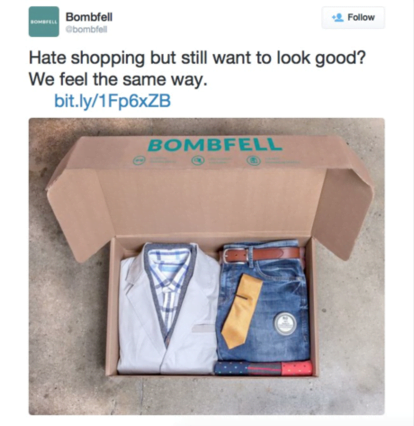 BOMBFELL
Bombfell
@bombfell
Follow
Hate shopping but still want to look good?
We feel the same way.
bit.ly/1Fp6xZB
BOMBFELL